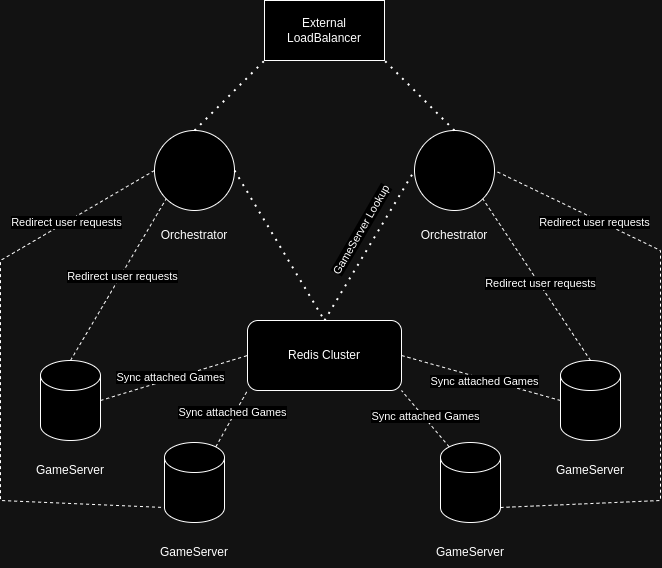 External
LoadBalancer
GameServer Lookup
Redirect user requests
Redirect user requests
Orchestrator
Orchestrator
Redirect user requests
Redirect user requests
Redis Cluster
Sync attached Games
Sync attached Games
Sync attached Games
Sync attached Games
GameServer
GameServer
GameServer
GameServer